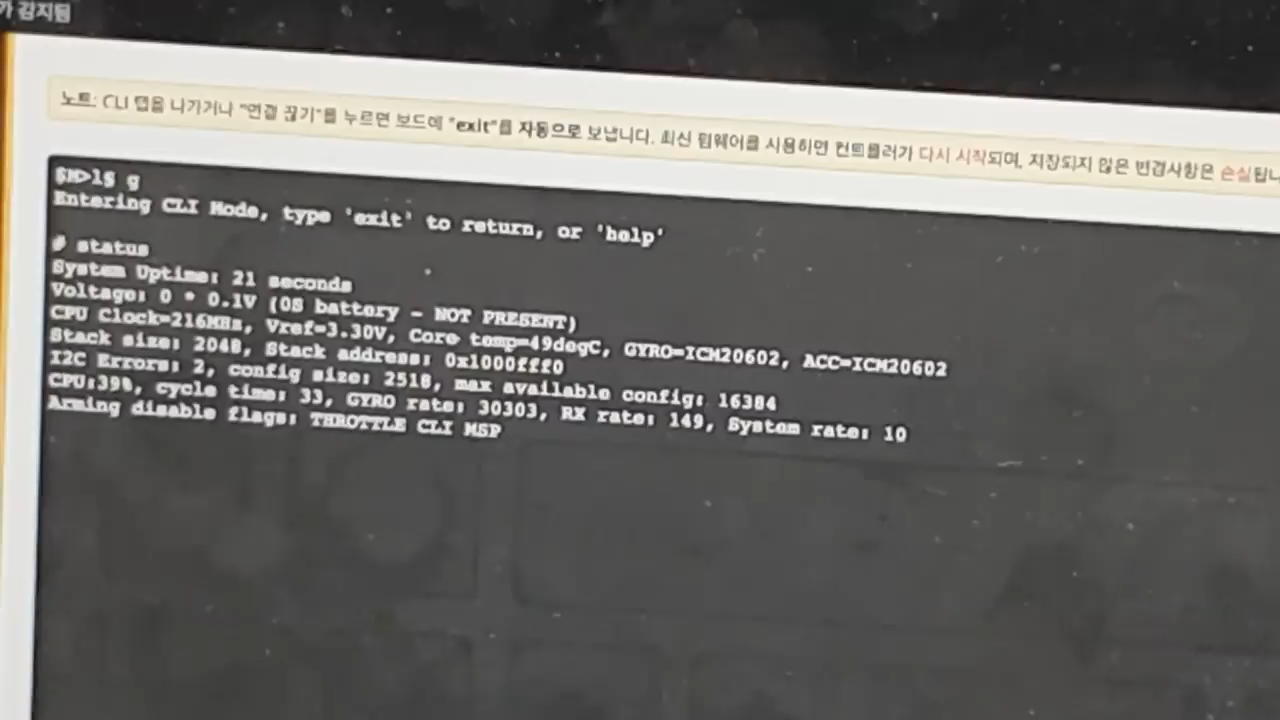 가 감지됨
노트: CLI 탭을 나가거나 "연결 끊기"를 누르면 보드에 "exit"를 자동으로 보냅니다. 최신 펌웨어를 사용하면 컨트롤러가 다시 시작되며, 저장되지 않은 변경사항은 손실됩니
$M>l$ g
Entering CLI Mode, type 'exit' to return, or 'help'
# status
System Uptime: 21 seconds
Voltage: 0 * 0.1V (0S battery - NOT PRESENT)
CPU Clock=216MHz, Vref=3.30V, Core temp=49degC, GYRO=ICM20602, ACC=ICM20602
Stack size: 2048, Stack address: 0x1000fff0
I2C Errors: 2, config size: 2518, max available config: 16384
CPU:39%, cycle time: 33, GYRO rate: 30303, RX rate: 149, System rate: 10
Arming disable flags: THROTTLE CLI MSP